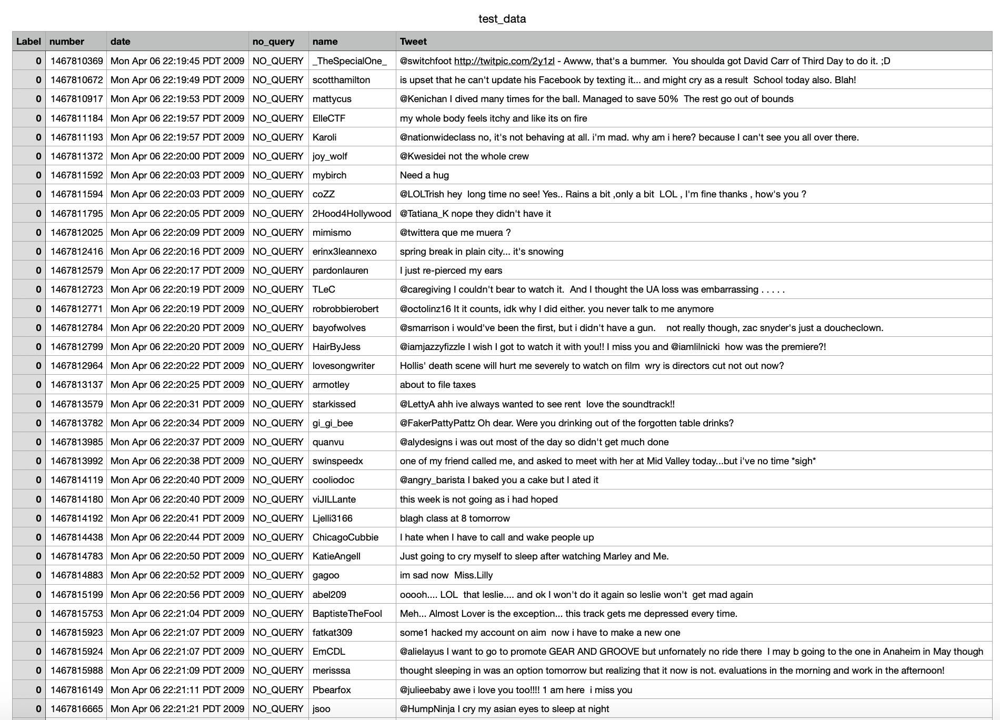 test_data
Label number date no_query name Tweet
0 1467810369 Mon Apr 06 22:19:45 PDT 2009 NO_QUERY _TheSpecialOne_ @switchfoot http://twitpic.com/2y1zl - Awww, that's a bummer.  You shoulda got David Carr of Third Day to do it. ;D
0 1467810672 Mon Apr 06 22:19:49 PDT 2009 NO_QUERY scotthamilton is upset that he can't update his Facebook by texting it... and might cry as a result  School today also. Blah!
0 1467810917 Mon Apr 06 22:19:53 PDT 2009 NO_QUERY mattycus @Kenichan I dived many times for the ball. Managed to save 50%  The rest go out of bounds
0 1467811184 Mon Apr 06 22:19:57 PDT 2009 NO_QUERY ElleCTF my whole body feels itchy and like its on fire
0 1467811193 Mon Apr 06 22:19:57 PDT 2009 NO_QUERY Karoli @nationwideclass no, it's not behaving at all. i'm mad. why am i here? because I can't see you all over there.
0 1467811372 Mon Apr 06 22:20:00 PDT 2009 NO_QUERY joy_wolf @Kwesidei not the whole crew
0 1467811592 Mon Apr 06 22:20:03 PDT 2009 NO_QUERY mybirch Need a hug
0 1467811594 Mon Apr 06 22:20:03 PDT 2009 NO_QUERY coZZ @LOLTrish hey  long time no see! Yes.. Rains a bit ,only a bit  LOL , I'm fine thanks , how's you ?
0 1467811795 Mon Apr 06 22:20:05 PDT 2009 NO_QUERY 2Hood4Hollywood @Tatiana_K nope they didn't have it
0 1467812025 Mon Apr 06 22:20:09 PDT 2009 NO_QUERY mimismo @twittera que me muera ?
0 1467812416 Mon Apr 06 22:20:16 PDT 2009 NO_QUERY erinx3leannexo spring break in plain city... it's snowing
0 1467812579 Mon Apr 06 22:20:17 PDT 2009 NO_QUERY pardonlauren I just re-pierced my ears
0 1467812723 Mon Apr 06 22:20:19 PDT 2009 NO_QUERY TLeC @caregiving I couldn't bear to watch it.  And I thought the UA loss was embarrassing . . . . .
0 1467812771 Mon Apr 06 22:20:19 PDT 2009 NO_QUERY robrobbierobert @octolinz16 It it counts, idk why I did either. you never talk to me anymore
0 1467812784 Mon Apr 06 22:20:20 PDT 2009 NO_QUERY bayofwolves @smarrison i would've been the first, but i didn't have a gun.    not really though, zac snyder's just a doucheclown.
0 1467812799 Mon Apr 06 22:20:20 PDT 2009 NO_QUERY HairByJess @iamjazzyfizzle I wish I got to watch it with you!! I miss you and @iamlilnicki  how was the premiere?!
0 1467812964 Mon Apr 06 22:20:22 PDT 2009 NO_QUERY lovesongwriter Hollis' death scene will hurt me severely to watch on film  wry is directors cut not out now?
0 1467813137 Mon Apr 06 22:20:25 PDT 2009 NO_QUERY armotley about to file taxes
0 1467813579 Mon Apr 06 22:20:31 PDT 2009 NO_QUERY starkissed @LettyA ahh ive always wanted to see rent  love the soundtrack!!
0 1467813782 Mon Apr 06 22:20:34 PDT 2009 NO_QUERY gi_gi_bee @FakerPattyPattz Oh dear. Were you drinking out of the forgotten table drinks?
0 1467813985 Mon Apr 06 22:20:37 PDT 2009 NO_QUERY quanvu @alydesigns i was out most of the day so didn't get much done
0 1467813992 Mon Apr 06 22:20:38 PDT 2009 NO_QUERY swinspeedx one of my friend called me, and asked to meet with her at Mid Valley today...but i've no time *sigh*
0 1467814119 Mon Apr 06 22:20:40 PDT 2009 NO_QUERY cooliodoc @angry_barista I baked you a cake but I ated it
0 1467814180 Mon Apr 06 22:20:40 PDT 2009 NO_QUERY viJILLante this week is not going as i had hoped
0 1467814192 Mon Apr 06 22:20:41 PDT 2009 NO_QUERY Ljelli3166 blagh class at 8 tomorrow
0 1467814438 Mon Apr 06 22:20:44 PDT 2009 NO_QUERY ChicagoCubbie I hate when I have to call and wake people up
0 1467814783 Mon Apr 06 22:20:50 PDT 2009 NO_QUERY KatieAngell Just going to cry myself to sleep after watching Marley and Me.
0 1467814883 Mon Apr 06 22:20:52 PDT 2009 NO_QUERY gagoo im sad now  Miss.Lilly
0 1467815199 Mon Apr 06 22:20:56 PDT 2009 NO_QUERY abel209 ooooh.... LOL  that leslie.... and ok I won't do it again so leslie won't  get mad again
0 1467815753 Mon Apr 06 22:21:04 PDT 2009 NO_QUERY BaptisteTheFool Meh... Almost Lover is the exception... this track gets me depressed every time.
0 1467815923 Mon Apr 06 22:21:07 PDT 2009 NO_QUERY fatkat309 some1 hacked my account on aim  now i have to make a new one
0 1467815924 Mon Apr 06 22:21:07 PDT 2009 NO_QUERY EmCDL @alielayus I want to go to promote GEAR AND GROOVE but unfornately no ride there  I may b going to the one in Anaheim in May though
0 1467815988 Mon Apr 06 22:21:09 PDT 2009 NO_QUERY merisssa thought sleeping in was an option tomorrow but realizing that it now is not. evaluations in the morning and work in the afternoon!
0 1467816149 Mon Apr 06 22:21:11 PDT 2009 NO_QUERY Pbearfox @julieebaby awe i love you too!!!! 1 am here  i miss you
0 1467816665 Mon Apr 06 22:21:21 PDT 2009 NO_QUERY jsoo @HumpNinja I cry my asian eyes to sleep at night